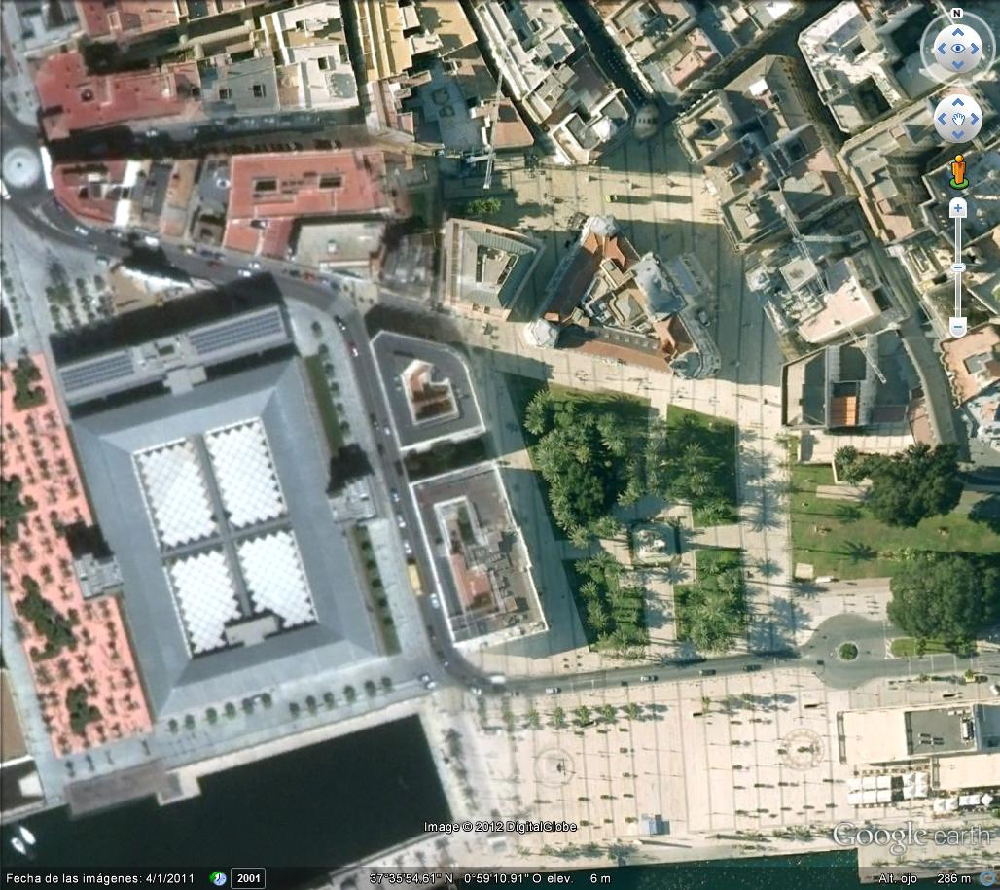 N
Image © 2012 DigitalGlobe
Google earth
Fecha de las imágenes: 4/1/2011
2001
37°35'54.61" N 0°59'10.91" O elev. 6 m
Alt. ojo 286 m